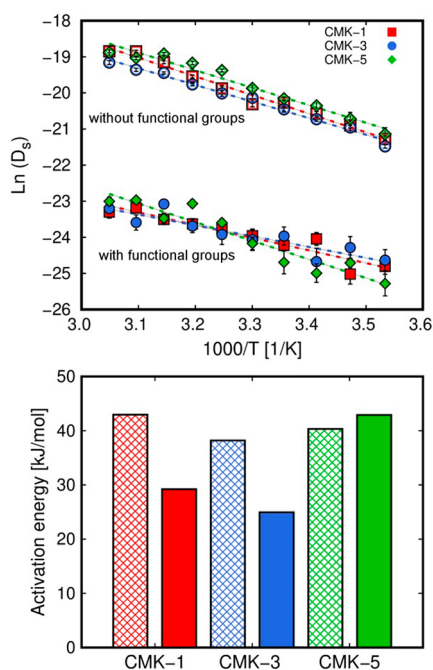 −18
−19
−20
−21
−22
−23
−24
−25
−26
Ln (Ds)
CMK−1
CMK−3
CMK−5
without functional groups
with functional groups
3.0
3.1
3.2
3.3
3.4
3.5
3.6
1000/T [1/K]
50
40
30
20
10
0
Activation energy [kJ/mol]
CMK−1
CMK−3
CMK−5